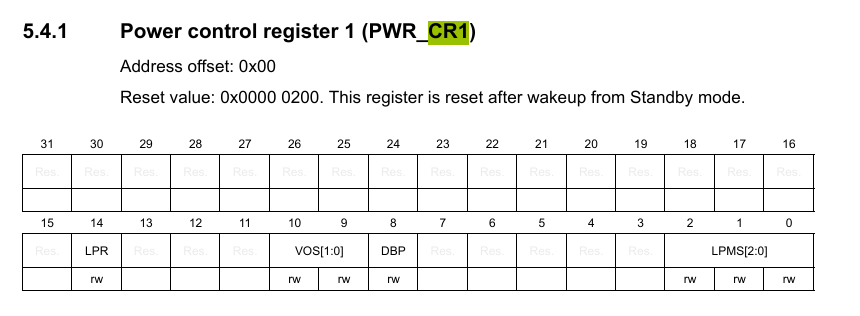 5.4.1 Power control register 1 (PWR_CR1)
Address offset: 0x00
Reset value: 0x0000 0200. This register is reset after wakeup from Standby mode.
31 30 29 28 27 26 25 24 23 22 21 20 19 18 17 16
Res. Res. Res. Res. Res. Res. Res. Res. Res. Res. Res. Res. Res. Res. Res. Res.
15 14 13 12 11 10 9 8 7 6 5 4 3 2 1 0
Res. LPR Res. Res. Res. VOS[1:0] DBP Res. Res. Res. Res. Res. LPMS[2:0]
rw rw rw rw rw rw rw